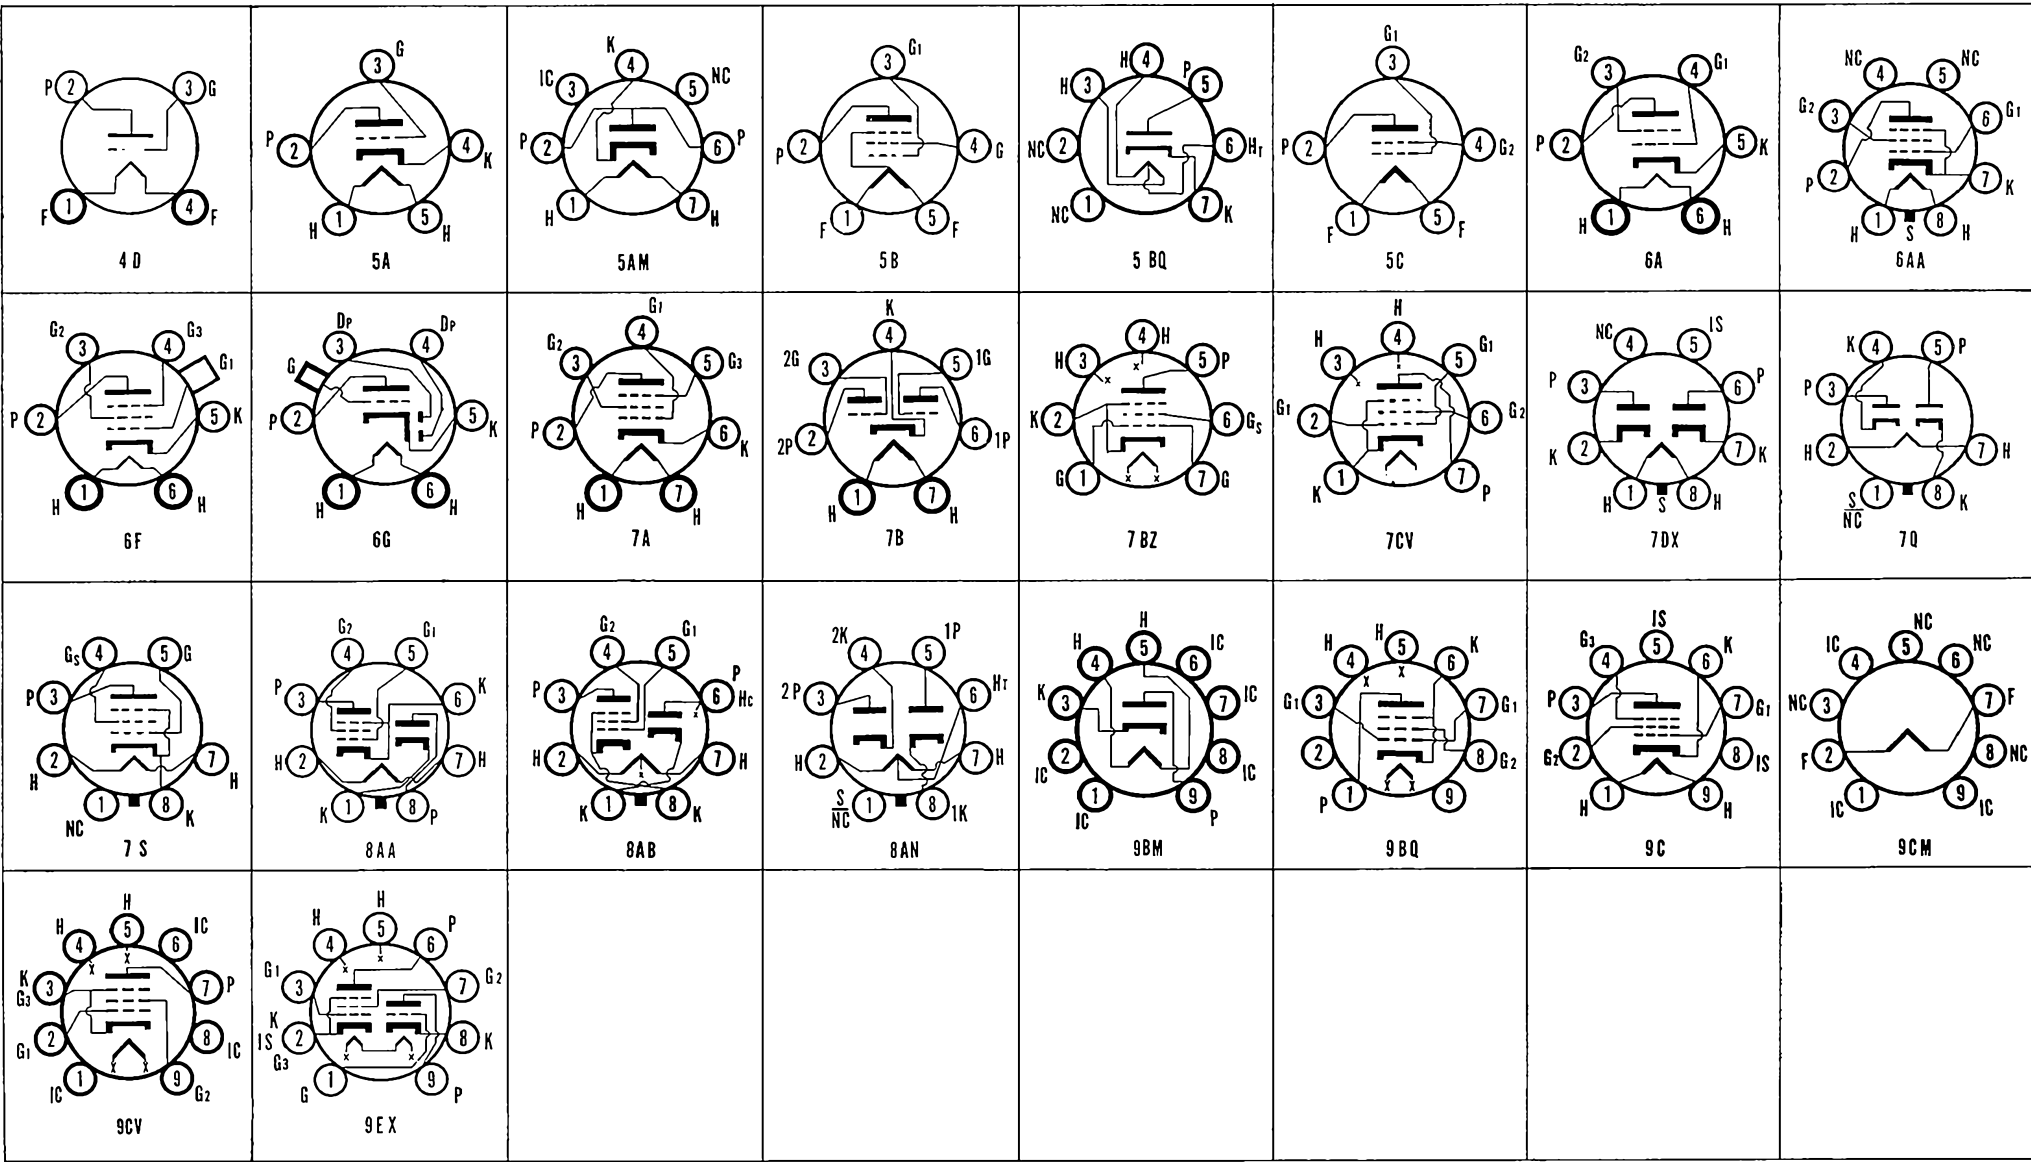 4D
P 2 3 G
F 1 4 F
5A
3 G
P 2 4 K
H 1 5 H
5AM
K
IC 3 4 5 NC
P 2 6 P
H 1 7 H
5B
3 G1
P 2 4 G
F 1 5 F
5BQ
H 3 H 4 P 5
NC 2 6 HT
NC 1 7 K
5C
G1
3
P 2 4 G2
F 1 5 F
6A
G2 3 4 G1
P 2 5 K
H 1 6 H
6AA
NC 4 5 NC
G2 3 6 G1
P 2 7 K
H 1 S 8 H
6F
G2 3 4 G3
G1
P 2 5 K
H 1 6 H
6G
DP 3 DP 4
G
P 2 5 K
H 1 6 H
7A
G1
G2 3 4 5 G3
P 2 6 K
H 1 7 H
7B
K
2G 3 4 5 1G
2P 2 6 1P
H 1 7 H
7BZ
H 3 4 H 5 P
K 2 6 GS
G 1 7 G
7CV
H
H 3 4 5 G1
G1 2 6 G2
K 1 7 P
7DX
NC 4 5 IS
P 3 6 P
K 2 7 K
H 1 S 8 H
7Q
K 4 5 P
P 3 6
H 2 7 H
S
NC 1 8 K
7S
GS 4 5 G
P 3
H 2 7 H
NC 1 8 K
8AA
G2 4 5 G1
P 3 6 K
H 2 7 H
K 1 8 P
8AB
G2 4 5 G1
P 3 6 P
HC
H 2 7 H
K 1 8 K
8AN
2K 4 5 1P
2P 3 6 HT
H 2 7 H
S
NC 1 8 1K
9BM
H
H 4 5 6 IC
K 3 7 IC
IC 2 8 IC
IC 1 9 P
9BQ
H 4 H 5 6 K
G1 3 7 G1
2 8 G2
P 1 9
9C
IS
G3 4 5 6 K
P 3 7 G1
G2 2 8 IS
H 1 9 H
9CM
NC
IC 4 5 6 NC
NC 3 7 F
F 2 8 NC
IC 1 9 IC
9CV
H
H 4 5 6 IC
K
G3 3 7 P
G1 2 8 IC
IC 1 9 G2
9EX
H
H 4 5 6 P
G1 3 7 G2
K
IS 2 8 K
G3
G 1 9 P